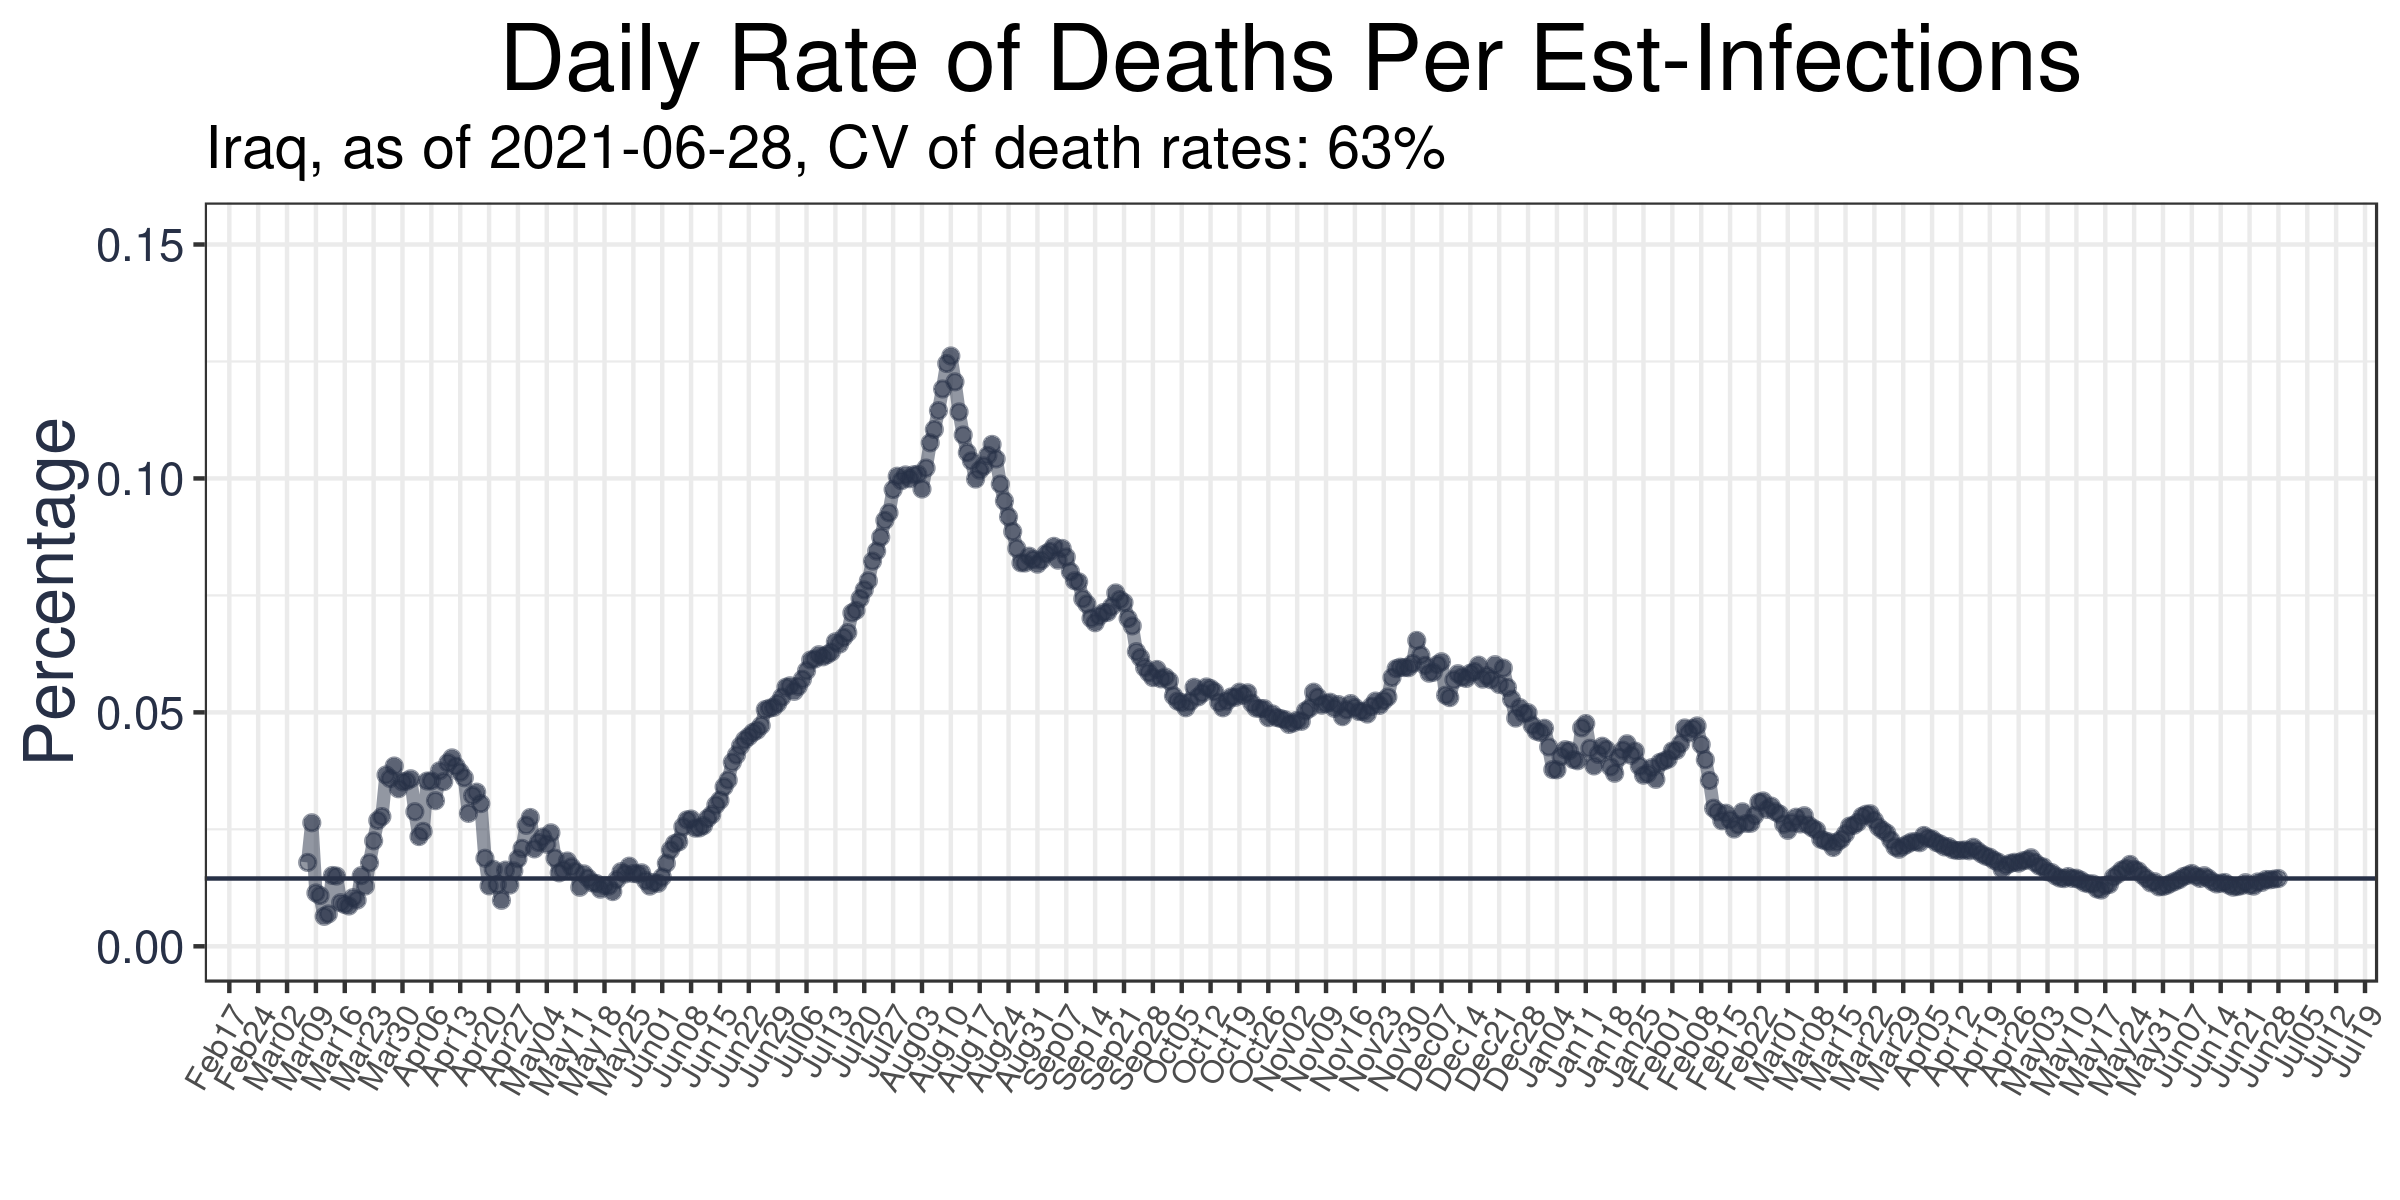 Daily Rate of Deaths Per Est-Infections
Iraq, as of 2021-06-28, CV of death rates: 63%
Percentage
0.15
0.10
0.05
0.00
Feb17
Feb24
Mar02
Mar09
Mar16
Mar23
Mar30
Apr06
Apr13
Apr20
Apr27
May04
May11
May18
May25
Jun01
Jun08
Jun15
Jun22
Jun29
Jul06
Jul13
Jul20
Jul27
Aug03
Aug10
Aug17
Aug24
Aug31
Sep07
Sep14
Sep21
Sep28
Oct05
Oct12
Oct19
Oct26
Nov02
Nov09
Nov16
Nov23
Nov30
Dec07
Dec14
Dec21
Dec28
Jan04
Jan11
Jan18
Jan25
Feb01
Feb08
Feb15
Feb22
Mar01
Mar08
Mar15
Mar22
Mar29
Apr05
Apr12
Apr19
Apr26
May03
May10
May17
May24
May31
Jun07
Jun14
Jun21
Jun28
Jul05
Jul12
Jul19